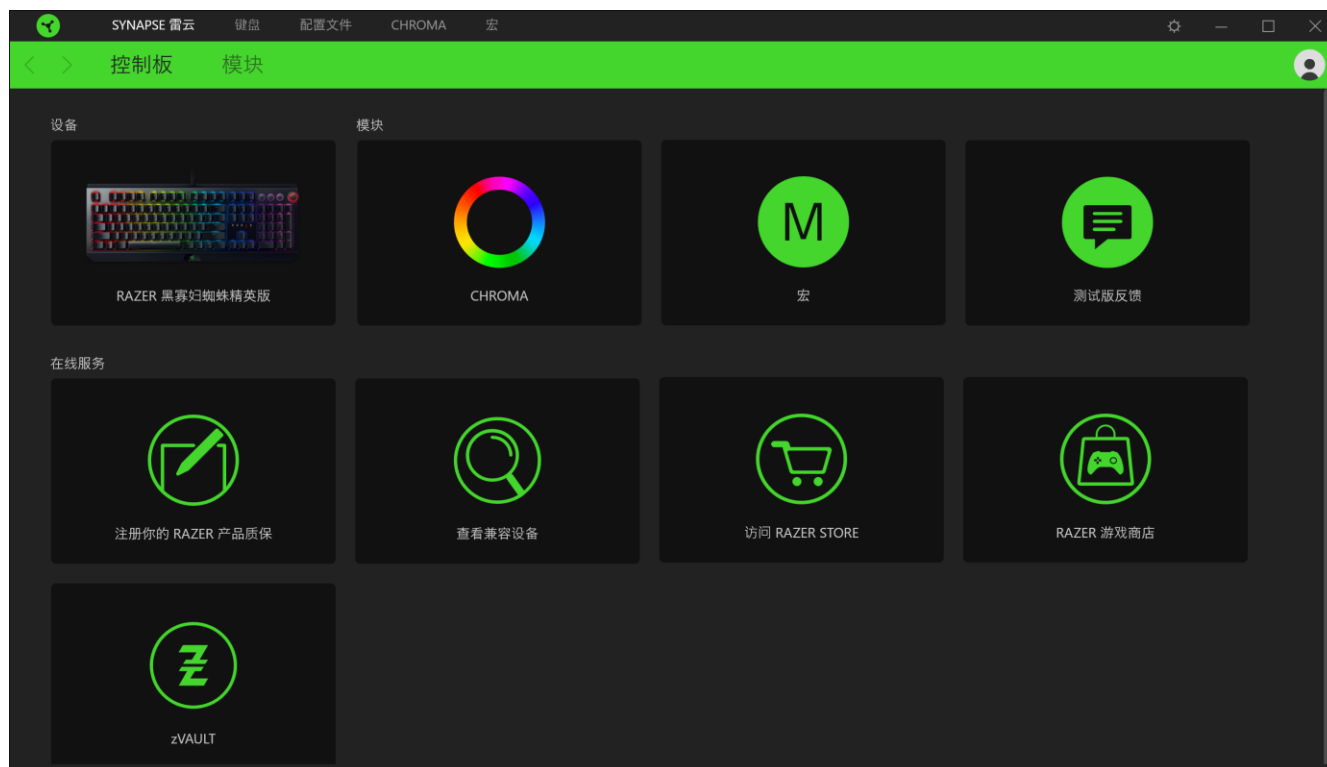 SYNAPSE 雷云 键盘 配置文件 CHROMA 宏
控制板 模块
设备 模块
RAZER 黑寡妇蜘蛛精英版 CHROMA 宏 测试版反馈
M
在线服务
注册你的 RAZER 产品质保 查看兼容设备 访问 RAZER STORE RAZER 游戏商店
zVAULT